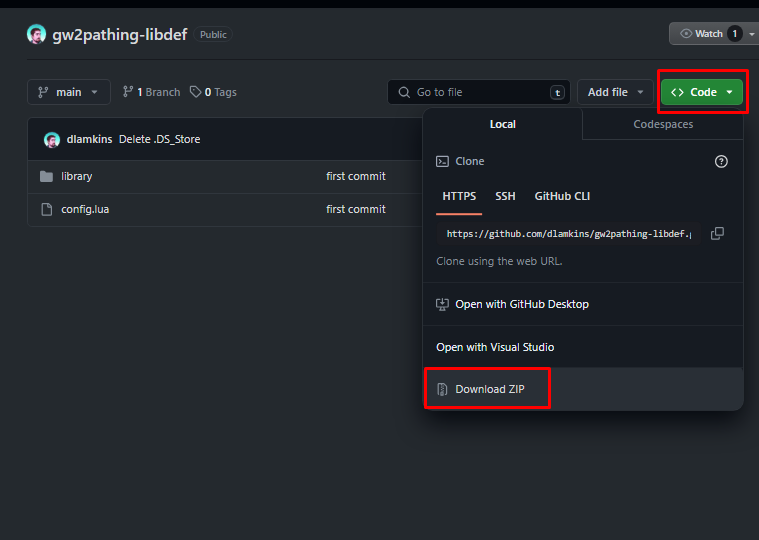 gw2pathing-libdef Public
Watch 1
main
1 Branch
0 Tags
Go to file
t
Add file
Code
dlamkins Delete .DS_Store
library first commit
config.lua first commit
Local Codespaces
Clone
HTTPS SSH GitHub CLI
https://github.com/dlamkins/gw2pathing-libdef.g
Clone using the web URL.
Open with GitHub Desktop
Open with Visual Studio
Download ZIP